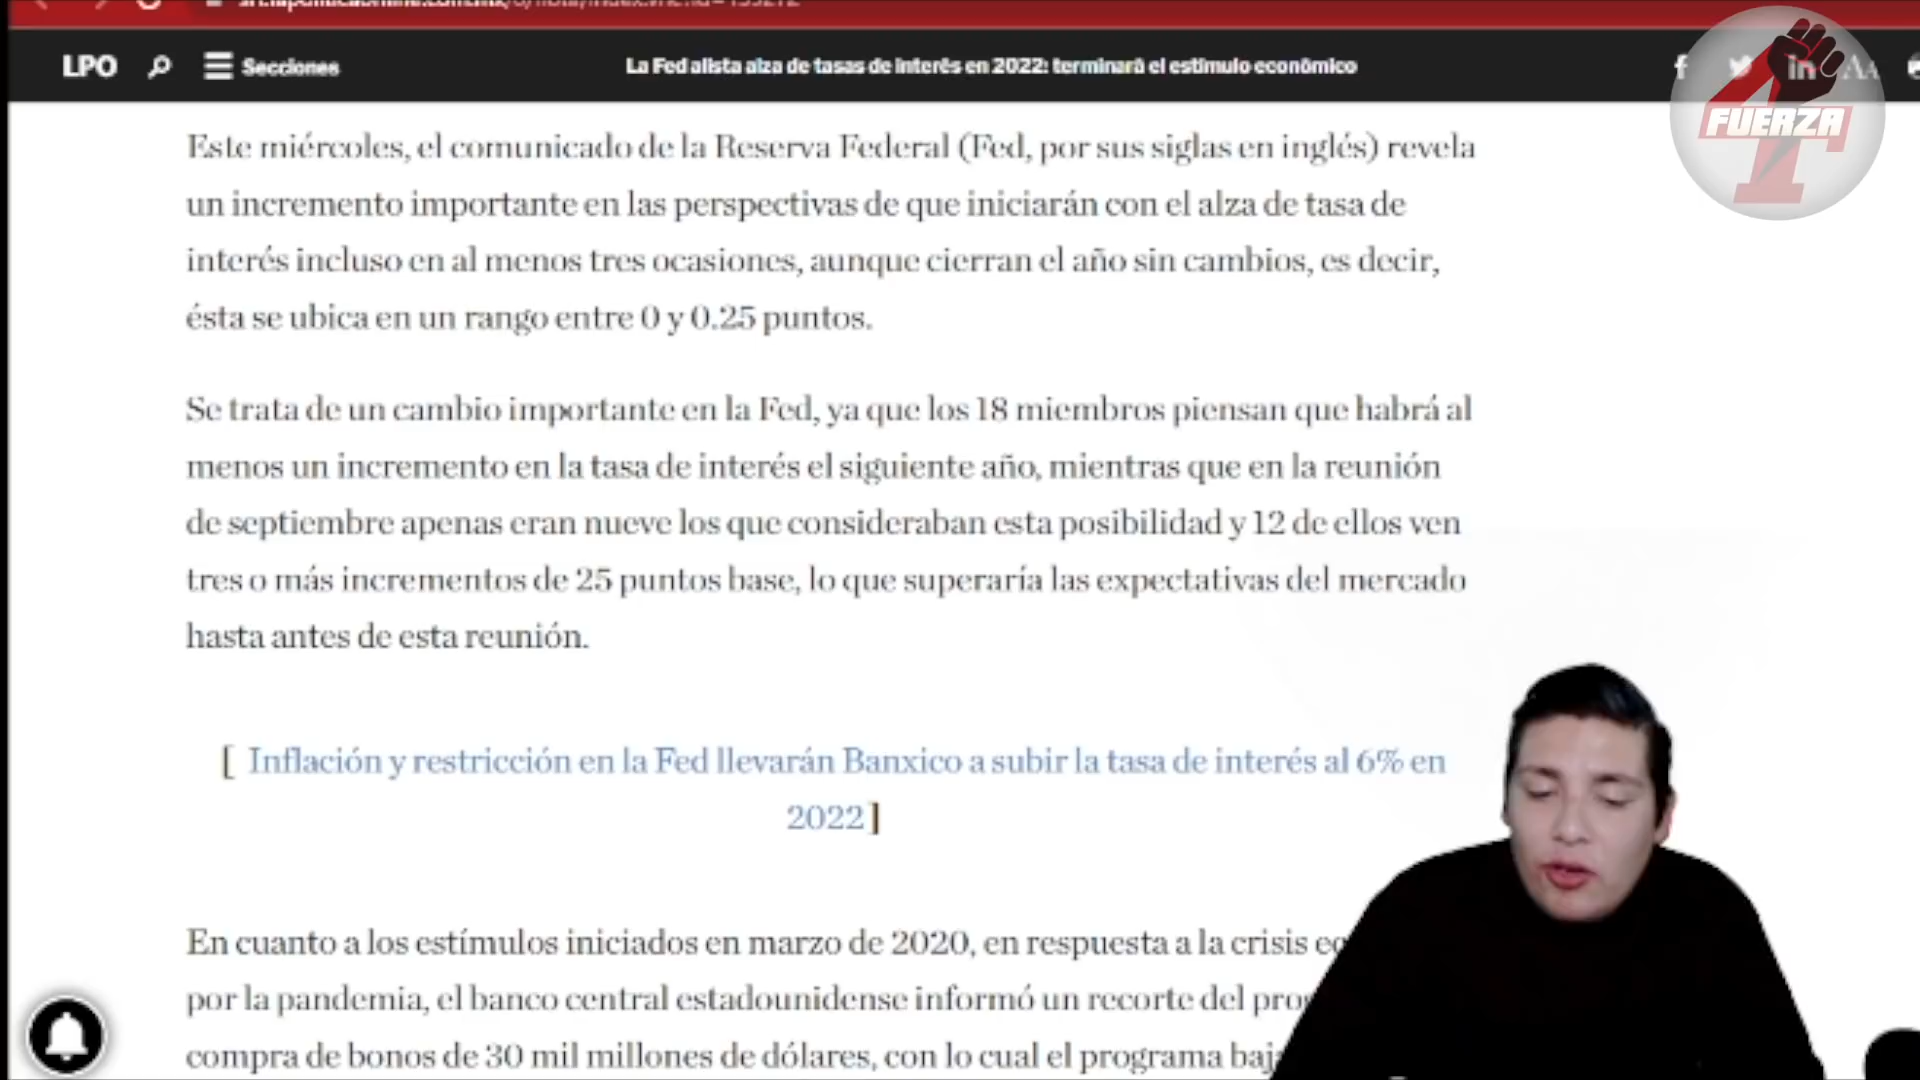 LPO
Secciones
La Fed alista alza de tasas de interés en 2022: terminará el estímulo económico
f
in
AA
FUERZA
4T
Este miércoles, el comunicado de la Reserva Federal (Fed, por sus siglas en inglés) revela
un incremento importante en las perspectivas de que iniciarán con el alza de tasa de
interés incluso en al menos tres ocasiones, aunque cierran el año sin cambios, es decir,
ésta se ubica en un rango entre 0 y 0.25 puntos.
Se trata de un cambio importante en la Fed, ya que los 18 miembros piensan que habrá al
menos un incremento en la tasa de interés el siguiente año, mientras que en la reunión
de septiembre apenas eran nueve los que consideraban esta posibilidad y 12 de ellos ven
tres o más incrementos de 25 puntos base, lo que superaría las expectativas del mercado
hasta antes de esta reunión.
[ Inflación y restricción en la Fed llevarán Banxico a subir la tasa de interés al 6% en
2022 ]
En cuanto a los estímulos iniciados en marzo de 2020, en respuesta a la crisis
por la pandemia, el banco central estadounidense informó un recorte del
compra de bonos de 30 mil millones de dólares, con lo cual el programa